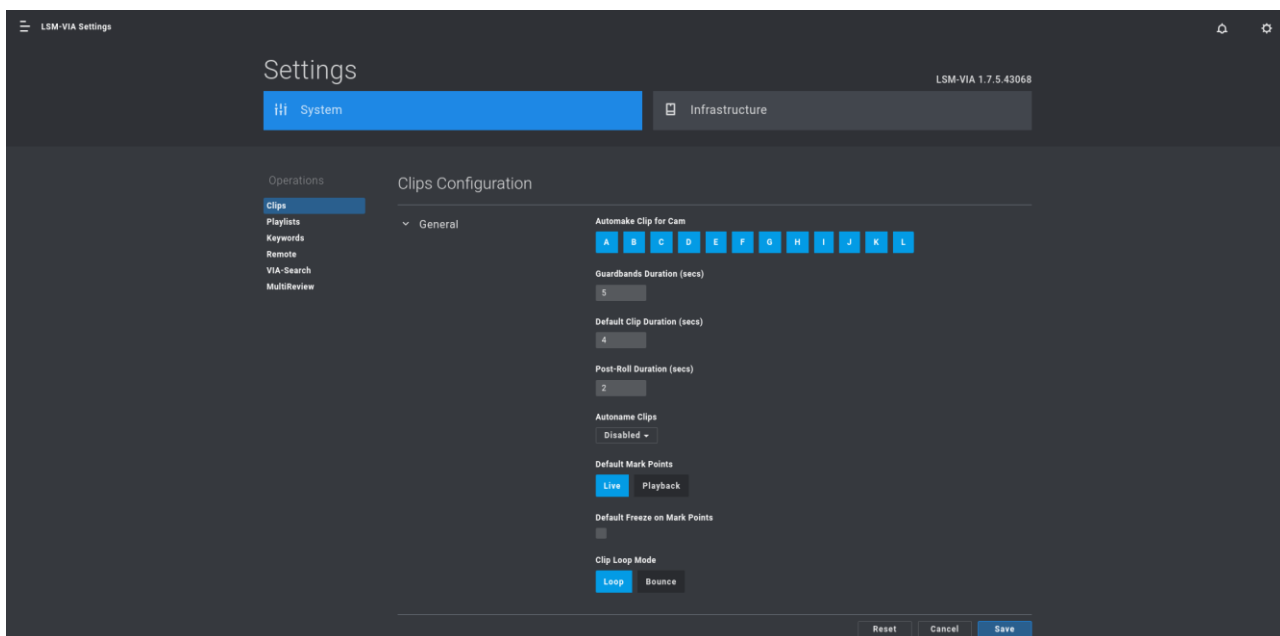 LSM-VIA Settings
Settings
LSM-VIA 1.7.5.43068
System
Infrastructure
Operations
Clips
Playlists
Keywords
Remote
VIA-Search
MultiReview
Clips Configuration
General
Automake Clip for Cam
A B C D E F G H I J K L
Guardbands Duration (secs)
5
Default Clip Duration (secs)
4
Post-Roll Duration (secs)
2
Autoname Clips
Disabled
Default Mark Points
Live Playback
Default Freeze on Mark Points
Clip Loop Mode
Loop Bounce
Reset Cancel Save